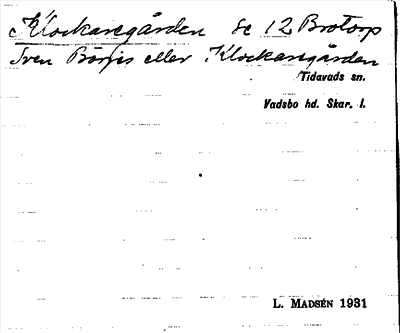 Klockaregården Se 12 Brotorp
Sven Börjes eller Klockaregården
Tidavads sn.
Vadsbo hd. Skar. l.
L. MADSÉN 1931